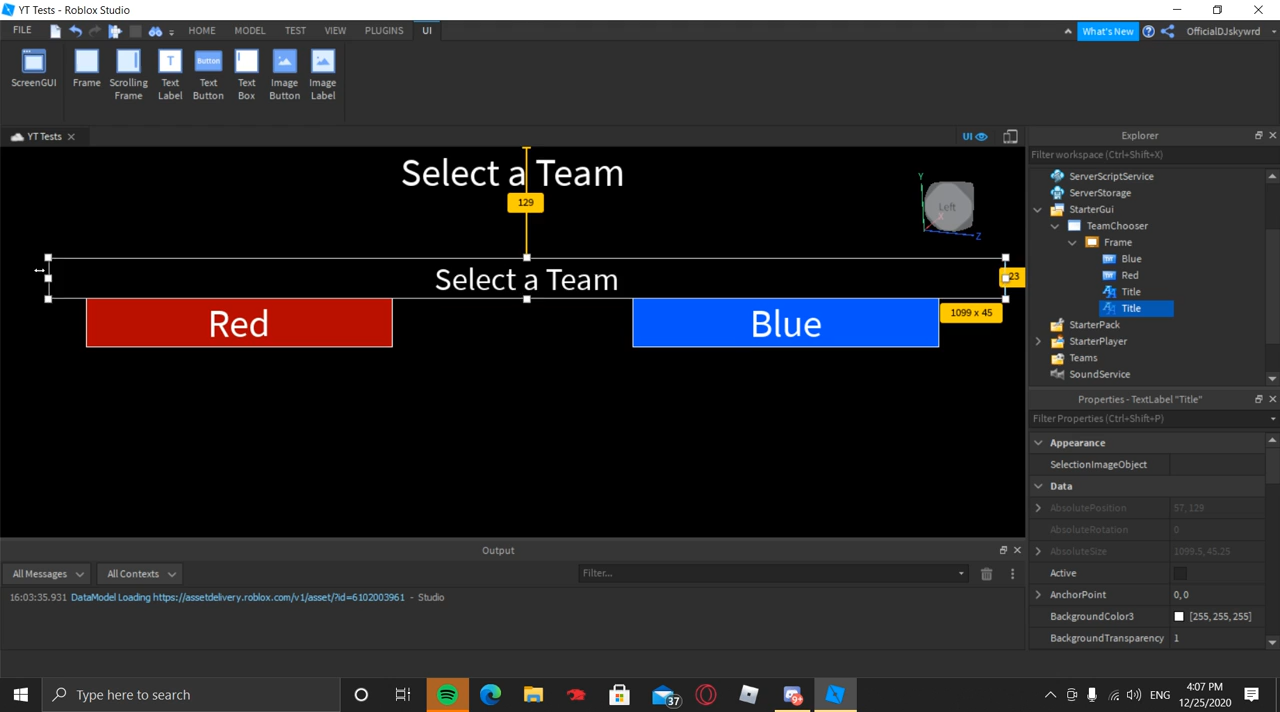 YT Tests - Roblox Studio
FILE
HOME
MODEL
TEST
VIEW
PLUGINS
UI
What's New
OfficialDJskywrd
ScreenGUI
Frame
Scrolling Frame
Text Label
Button
Text Button
Text Box
Image Button
Image Label
YT Tests
UI
Select a Team
129
Y
Left
X
Z
Select a Team
23
1099 x 45
Red
Blue
Explorer
Filter workspace (Ctrl+Shift+X)
ServerScriptService
ServerStorage
StarterGui
TeamChooser
Frame
Blue
Red
Title
Title
StarterPack
StarterPlayer
Teams
SoundService
Properties - TextLabel "Title"
Filter Properties (Ctrl+Shift+P)
Appearance
SelectionImageObject
Data
AbsolutePosition 57, 129
AbsoluteRotation 0
AbsoluteSize 1099.5, 45.25
Active
AnchorPoint 0, 0
BackgroundColor3 [255, 255, 255]
BackgroundTransparency 1
Output
All Messages
All Contexts
Filter...
16:03:35.931 DataModel Loading https://assetdelivery.roblox.com/v1/asset/?id=6102003961 - Studio
Type here to search
37
9+
ENG
4:07 PM
12/25/2020